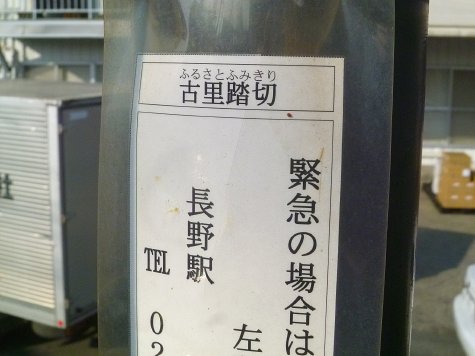 ふるさとふみきり
古里踏切
緊急の場合は
左
長野駅
TEL
02